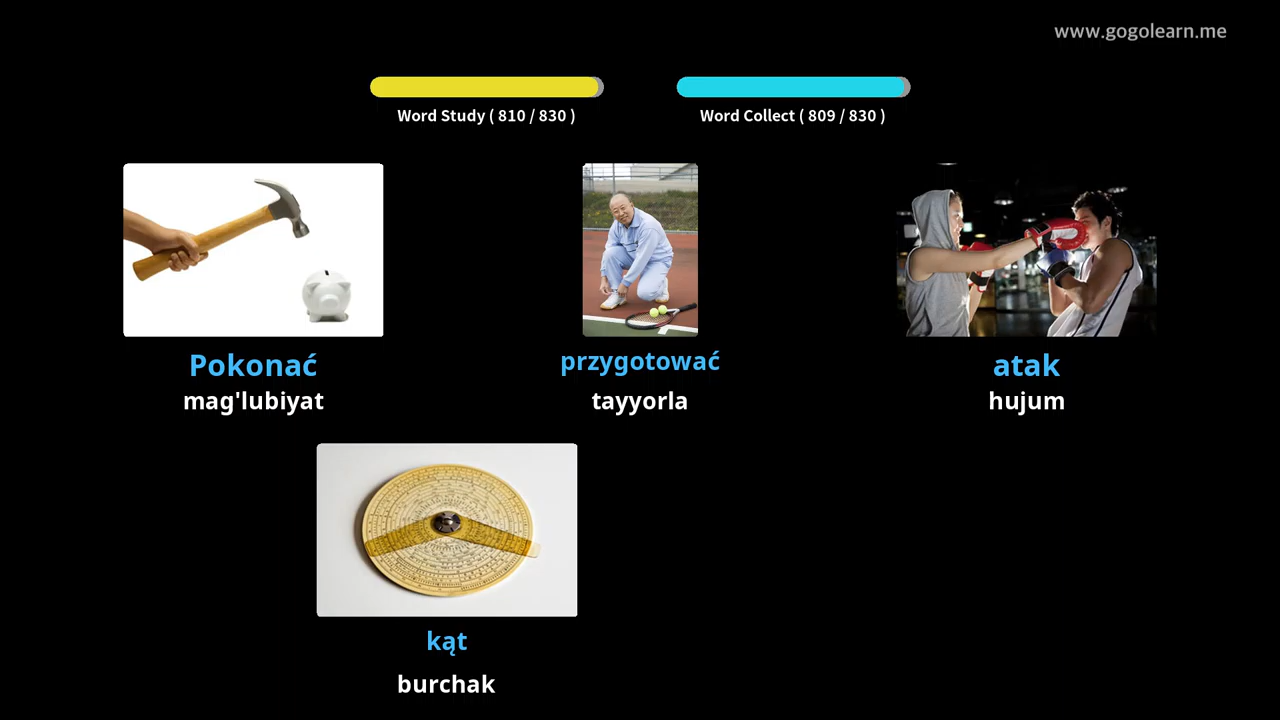 www.gogolearn.me
Word Study ( 810 / 830 )
Word Collect ( 809 / 830 )
Pokonać
mag'lubiyat
przygotować
tayyorla
atak
hujum
kąt
burchak